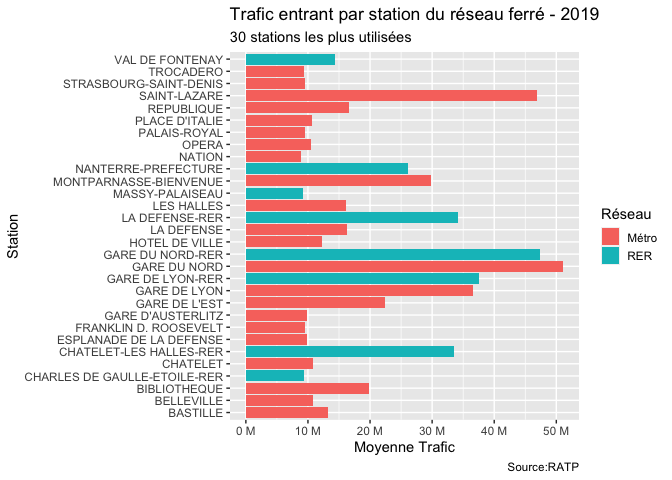 Trafic entrant par station du réseau ferré - 2019
30 stations les plus utilisées
VAL DE FONTENAY
TROCADERO
STRASBOURG-SAINT-DENIS
SAINT-LAZARE
REPUBLIQUE
PLACE D'ITALIE
PALAIS-ROYAL
OPERA
NATION
NANTERRE-PREFECTURE
MONTPARNASSE-BIENVENUE
MASSY-PALAISEAU
LES HALLES
LA DEFENSE-RER
LA DEFENSE
HOTEL DE VILLE
GARE DU NORD-RER
GARE DU NORD
GARE DE LYON-RER
GARE DE LYON
GARE DE L'EST
GARE D'AUSTERLITZ
FRANKLIN D. ROOSEVELT
ESPLANADE DE LA DEFENSE
CHATELET-LES HALLES-RER
CHATELET
CHARLES DE GAULLE-ETOILE-RER
BIBLIOTHEQUE
BELLEVILLE
BASTILLE
Station
0 M 10 M 20 M 30 M 40 M 50 M
Moyenne Trafic
Réseau
Métro
RER
Source:RATP